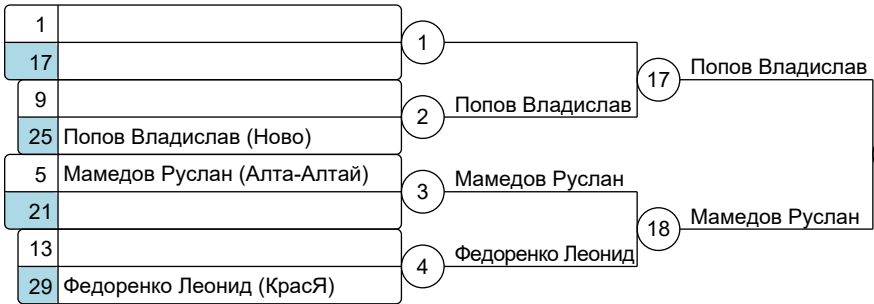 1
17
1
17
Попов Владислав
9
2
Попов Владислав
25 Попов Владислав (Ново)
5 Мамедов Руслан (Алта-Алтай)
3
Мамедов Руслан
21
18
Мамедов Руслан
13
4
Федоренко Леонид
29 Федоренко Леонид (КрасЯ)